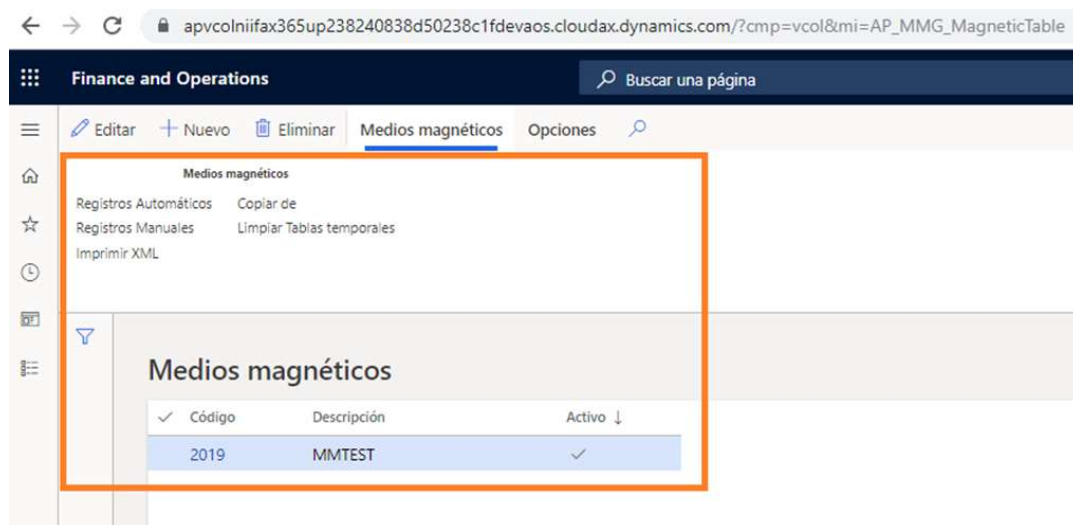 apvcolniifax365up238240838d50238c1fdevaos.cloudax.dynamics.com/?cmp=vcol&mi=AP_MMG_MagneticTable
Finance and Operations Buscar una página
Editar Nuevo Eliminar Medios magnéticos Opciones
Medios magnéticos
Registros Automáticos Copiar de
Registros Manuales Limpiar Tablas temporales
Imprimir XML
Medios magnéticos
Código Descripción Activo
2019 MMTEST